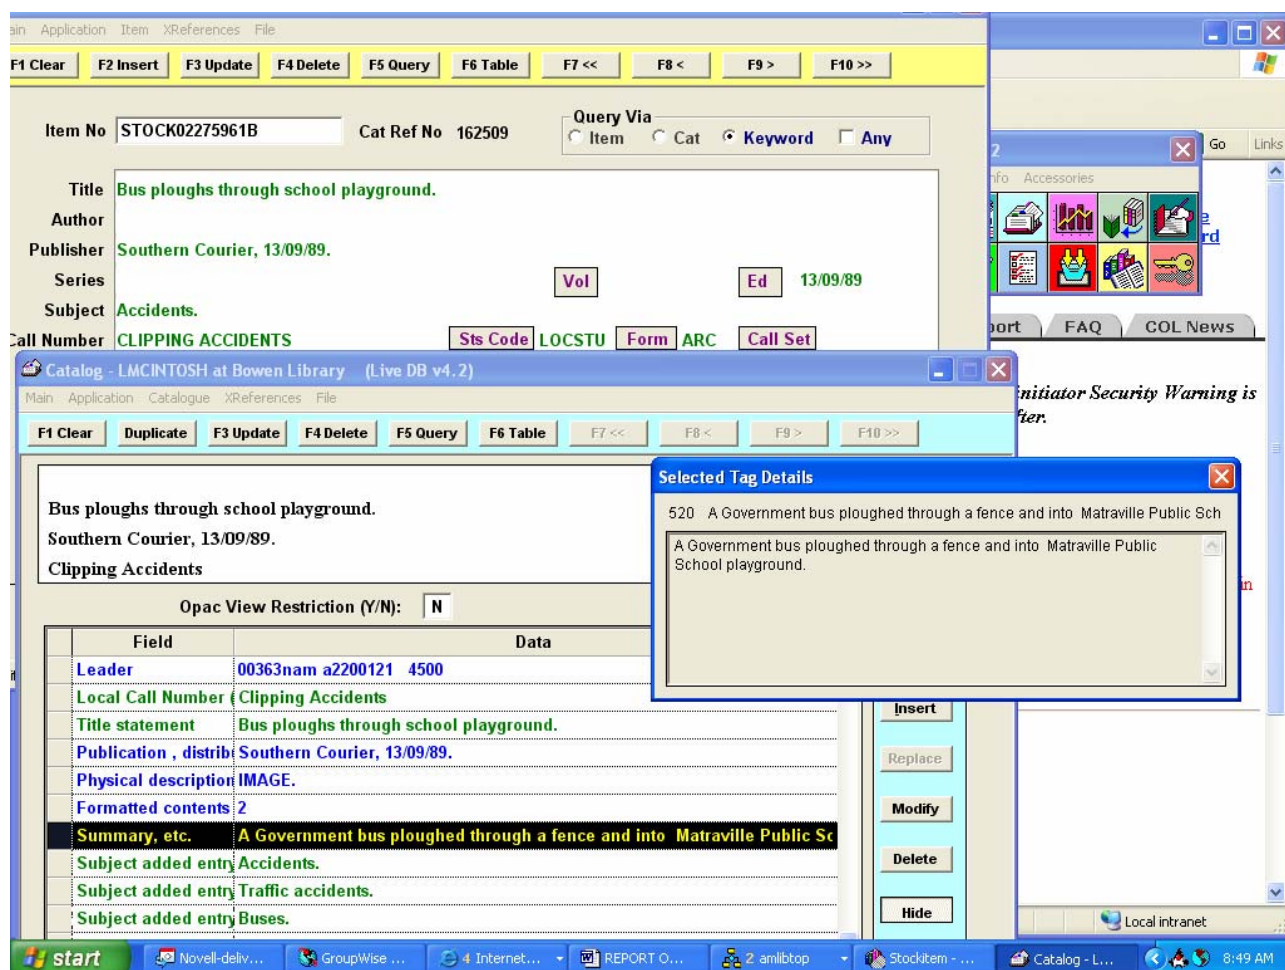 ain Application Item XReferences File
F1 Clear F2 Insert F3 Update F4 Delete F5 Query F6 Table F7 << F8 < F9 > F10 >>
Item No STOCK02275961B Cat Ref No 162509 Query Via
Item Cat Keyword Any
Go Links
2
nfo Accessories
Title Bus ploughs through school playground.
Author
Publisher Southern Courier, 13/09/89.
e
rd
Series Vol Ed 13/09/89
Subject Accidents.
Call Number CLIPPING ACCIDENTS Sts Code LOCSTU Form ARC Call Set
port FAQ COL News
Catalog - LMCINTOSH at Bowen Library (Live DB v4.2)
Main Application Catalogue XReferences File
initiator Security Warning is
fter.
F1 Clear Duplicate F3 Update F4 Delete F5 Query F6 Table F7 << F8 < F9 > F10 >>
Selected Tag Details
520 A Government bus ploughed through a fence and into Matraville Public Sch
A Government bus ploughed through a fence and into Matraville Public
School playground.
in
Bus ploughs through school playground.
Southern Courier, 13/09/89.
Clipping Accidents
Opac View Restriction (Y/N): N
Field Data
Leader 00363nam a2200121 4500
Local Call Number ( Clipping Accidents
Title statement Bus ploughs through school playground.
Publication , distrib Southern Courier, 13/09/89.
Physical description IMAGE.
Formatted contents 2
Summary, etc. A Government bus ploughed through a fence and into Matraville Public Sc
Subject added entry Accidents.
Subject added entry Traffic accidents.
Subject added entry Buses.
Insert
Replace
Modify
Delete
Hide
Local intranet
start Novell-deliv... GroupWise ... 4 Internet... REPORT O... 2 amlibtop Stockitem - ... Catalog - L... 8:49 AM